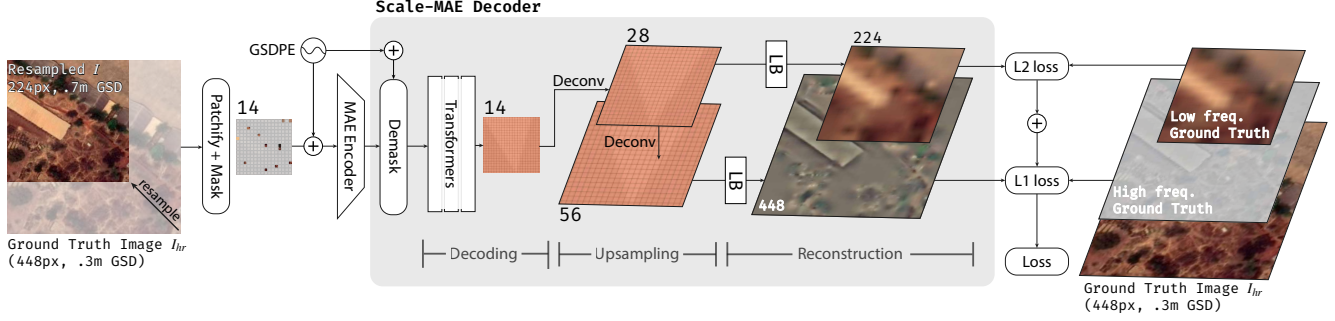 Scale-MAE Decoder
Resampled I
224px, .7m GSD
resample
Ground Truth Image I_hr
(448px, .3m GSD)
Patchify + Mask
14
GSDPE
MAE Encoder
Demask
Transformers
14
Deconv
28
Deconv
56
LB
LB
224
448
Decoding
Upsampling
Reconstruction
L2 loss
L1 loss
Loss
Low freq.
Ground Truth
High freq.
Ground Truth
Ground Truth Image I_hr
(448px, .3m GSD)